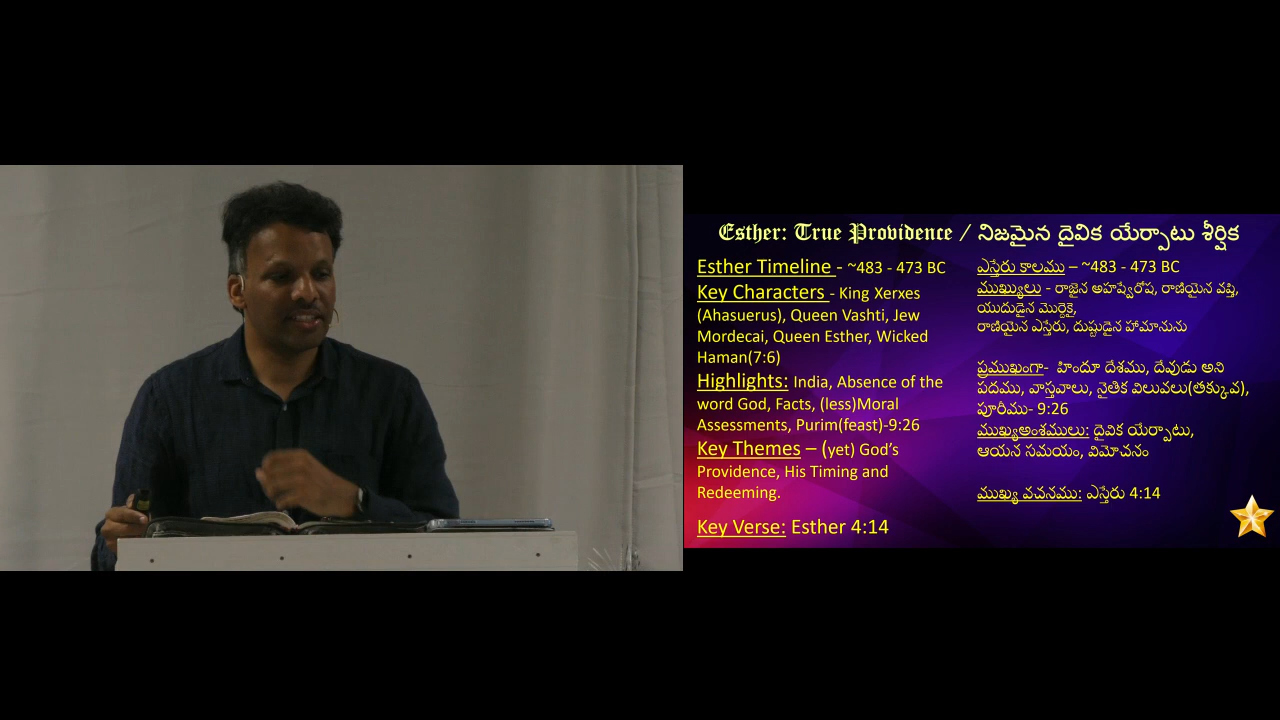 Esther: True Providence / నిజమైన దైవిక యేర్పాటు శీర్షిక
Esther Timeline - ~483 - 473 BC
Key Characters - King Xerxes
(Ahasuerus), Queen Vashti, Jew
Mordecai, Queen Esther, Wicked
Haman(7:6)
Highlights: India, Absence of the
word God, Facts, (less)Moral
Assessments, Purim(feast)-9:26
Key Themes – (yet) God's
Providence, His Timing and
Redeeming.
Key Verse: Esther 4:14
ఎస్తేరు కాలము – ~483 - 473 BC
ముఖ్యులు - రాజైన అహష్వేరోషు, రాణియైన వష్తి,
యుదుడైన మొర్దెకై,
రాణియైన ఎస్తేరు, దుష్టుడైన హామానును
ప్రముఖంగా- హిందూ దేశము, దేవుడు అని
పదము, వాస్తవాలు, నైతిక విలువలు(తక్కువ),
పూరీము- 9:26
ముఖ్యఅంశములు: దైవిక యేర్పాటు,
ఆయన సమయం, విమోచనం
ముఖ్య వచనము: ఎస్తేరు 4:14